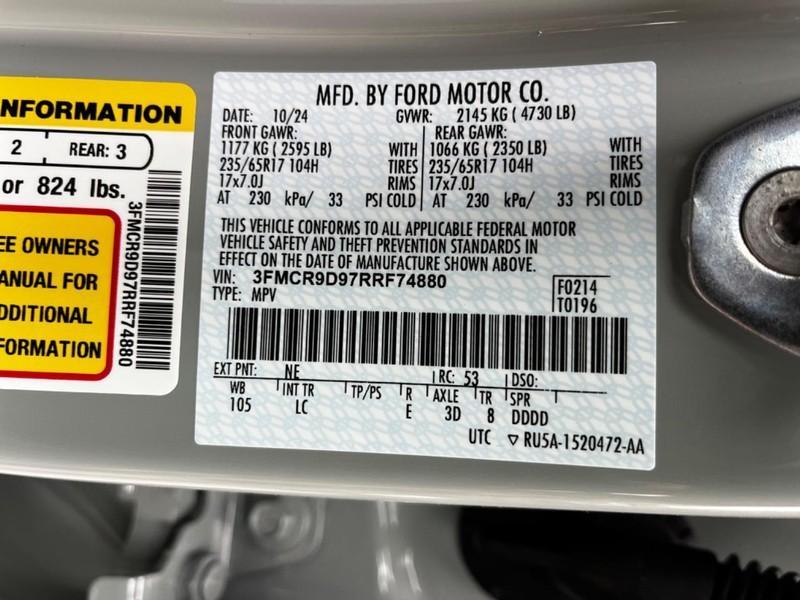 NFORMATION
2 REAR: 3
or 824 lbs.
EE OWNERS
ANUAL FOR
DDITIONAL
FORMATION
3FMCR9D97RRF74880
MFD. BY FORD MOTOR CO.
DATE: 10/24 GVWR: 2145 KG ( 4730 LB)
FRONT GAWR: REAR GAWR:
1177 KG ( 2595 LB) WITH 1066 KG ( 2350 LB) WITH
235/65R17 104H TIRES 235/65R17 104H TIRES
17x7.0J RIMS 17x7.0J RIMS
AT 230 kPa/ 33 PSI COLD AT 230 kPa/ 33 PSI COLD
THIS VEHICLE CONFORMS TO ALL APPLICABLE FEDERAL MOTOR
VEHICLE SAFETY AND THEFT PREVENTION STANDARDS IN
EFFECT ON THE DATE OF MANUFACTURE SHOWN ABOVE.
VIN: 3FMCR9D97RRF74880 F0214
TYPE: MPV T0196
EXT PNT: NE RC: 53 DSO:
WB INT TR TP/PS R AXLE TR SPR
105 LC E 3D 8 DDDD
UTC ▽ RU5A-1520472-AA